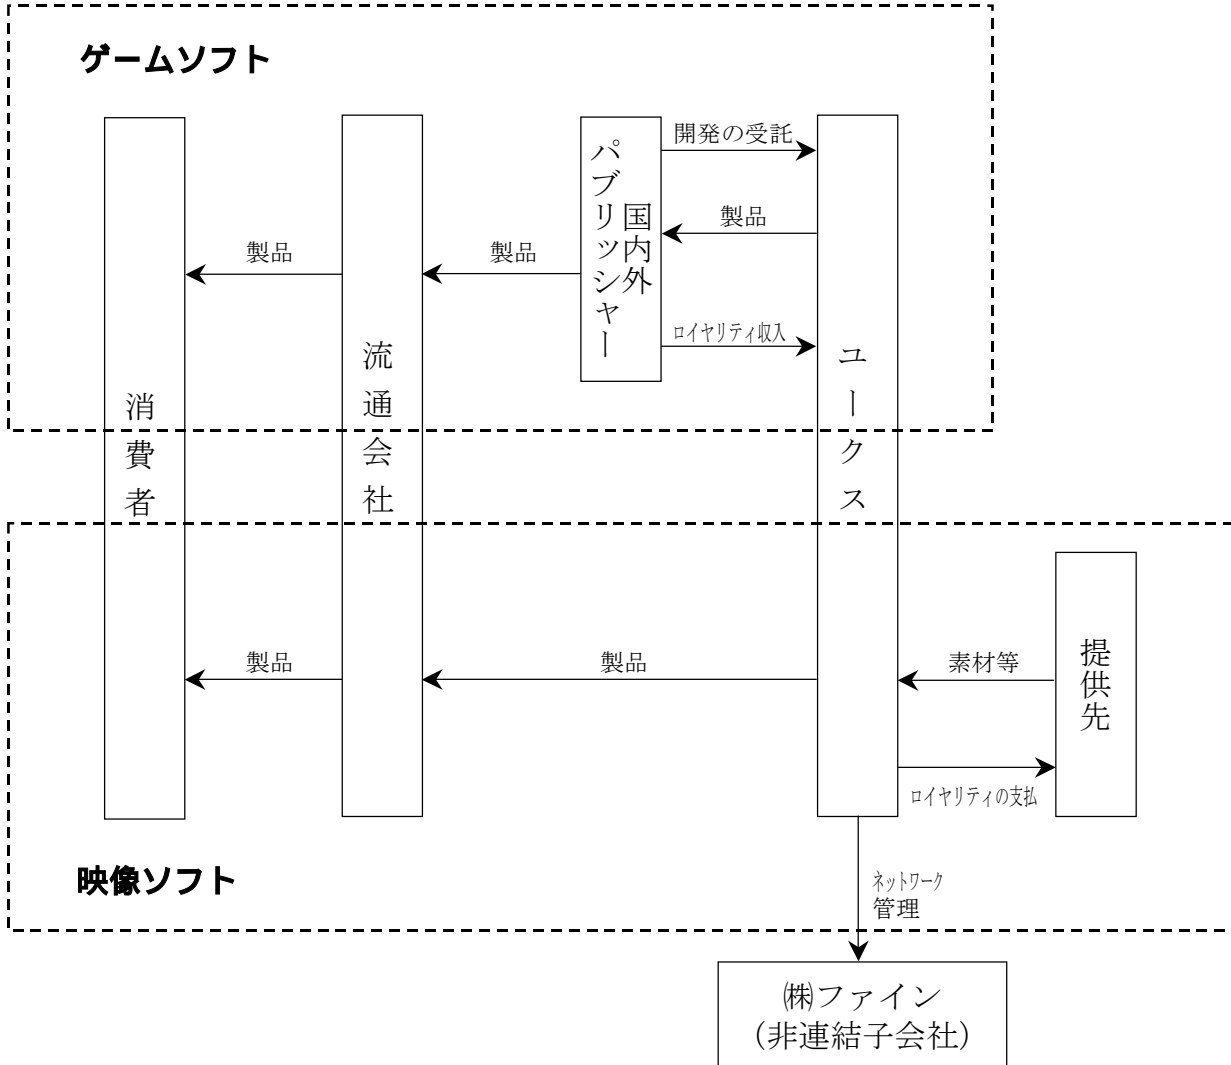 ゲームソフト
開発の受託
製品
製品
製品
ロイヤリティ収入
国内外
パブリッシャー
ユークス
流通会社
消費者
製品
製品
素材等
提供先
ロイヤリティの支払
映像ソフト
ネットワーク
管理
㈱ファイン
(非連結子会社)